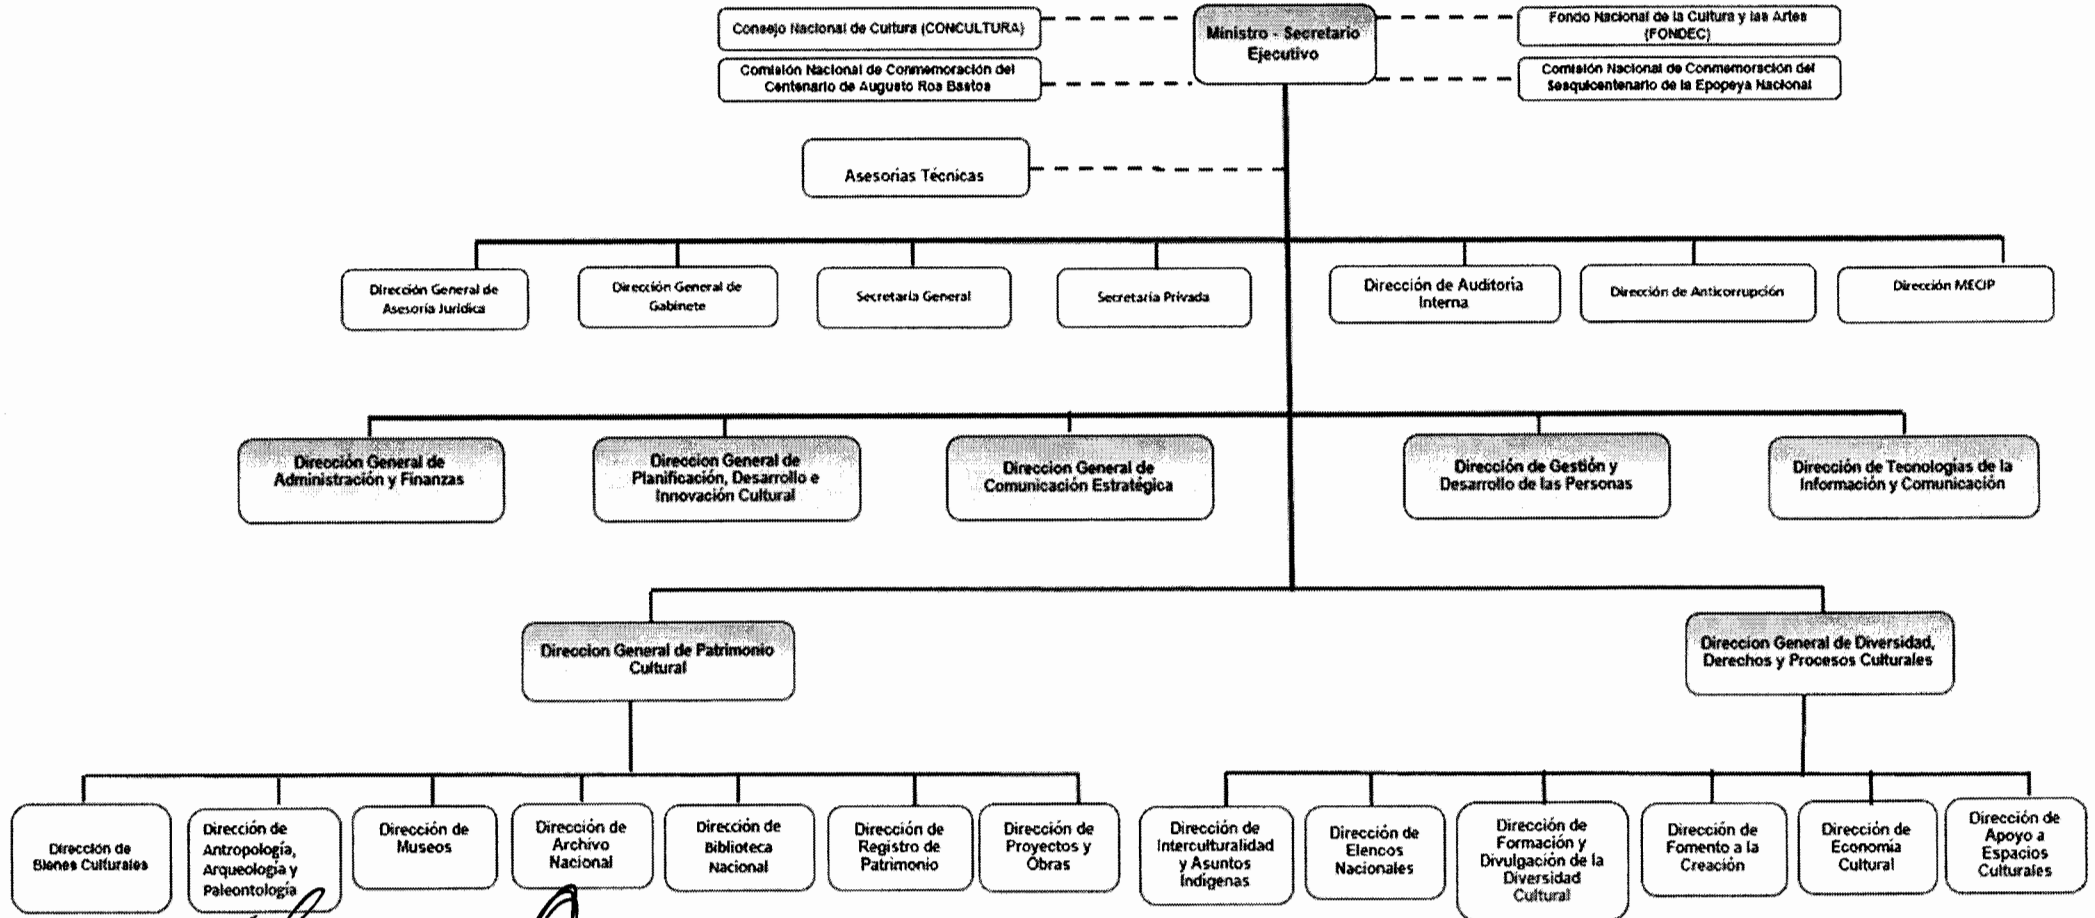 Consejo Nacional de Cultura (CONCULTURA)
Ministro - Secretario
Ejecutivo
Fondo Nacional de la Cultura y las Artes
(FONDEC)
Comisión Nacional de Conmemoración del
Centenario de Augusto Roa Bastos
Comisión Nacional de Conmemoración del
Sesquicentenario de la Epopeya Nacional
Asesorías Técnicas
Dirección General de
Asesoría Jurídica
Dirección General de
Gabinete
Secretaría General
Secretaría Privada
Dirección de Auditoria
Interna
Dirección de Anticorrupción
Dirección MECIP
Dirección General de
Administración y Finanzas
Direccion General de
Planificación, Desarrollo e
Innovación Cultural
Direccion General de
Comunicación Estratégica
Dirección de Gestión y
Desarrollo de las Personas
Dirección de Tecnologías de la
Información y Comunicación
Direccion General de Patrimonio
Cultural
Direccion General de Diversidad,
Derechos y Procesos Culturales
Dirección de
Bienes Culturales
Dirección de
Antropología,
Arqueología y
Paleontología
Dirección de
Museos
Dirección de
Archivo
Nacional
Dirección de
Biblioteca
Nacional
Dirección de
Registro de
Patrimonio
Dirección de
Proyectos y
Obras
Dirección de
Interculturalidad
y Asuntos
Indígenas
Dirección de
Elencos
Nacionales
Dirección de
Formación y
Divulgación de la
Diversidad
Cultural
Dirección de
Fomento a la
Creación
Dirección de
Economía
Cultural
Dirección de
Apoyo a
Espacios
Culturales